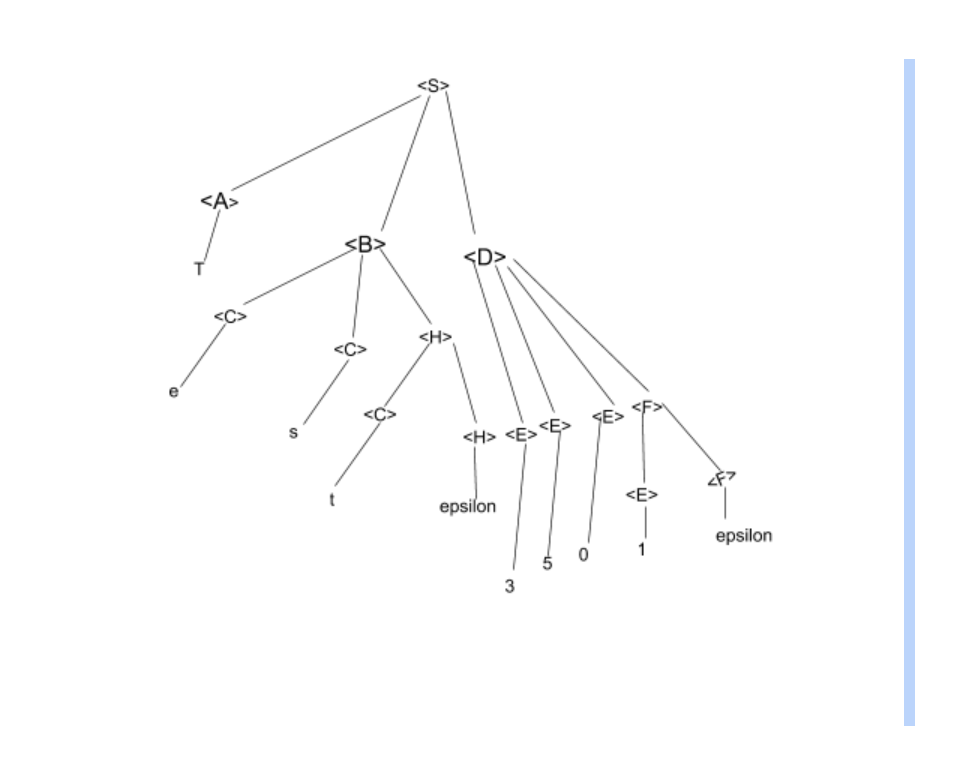 <S>
<A>
T
<B>
<D>
<C>
<C>
<H>
e
s
<C>
<H>
<E>
<E>
<E>
<F>
t
epsilon
<E>
<F>
3
5
0
1
epsilon